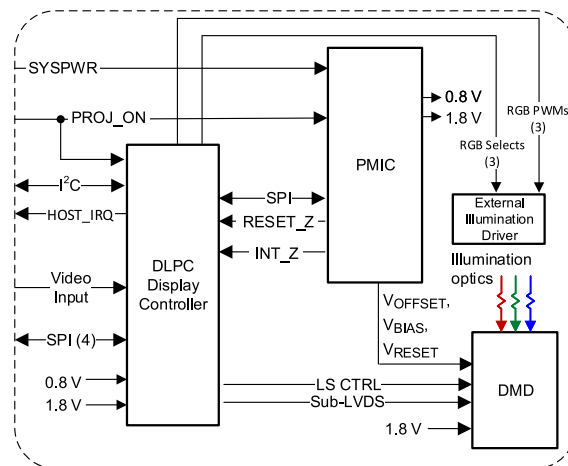 SYSPWR
PROJ_ON
I²C
HOST_IRQ
Video
Input
SPI (4)
0.8 V
1.8 V
DLPC
Display
Controller
SPI
RESET_Z
INT_Z
PMIC
0.8 V
1.8 V
RGB PWMs
(3)
RGB Selects
(3)
External
Illumination
Driver
Illumination
optics
VOFFSET,
VBIAS,
VRESET
LS CTRL
Sub-LVDS
1.8 V
DMD